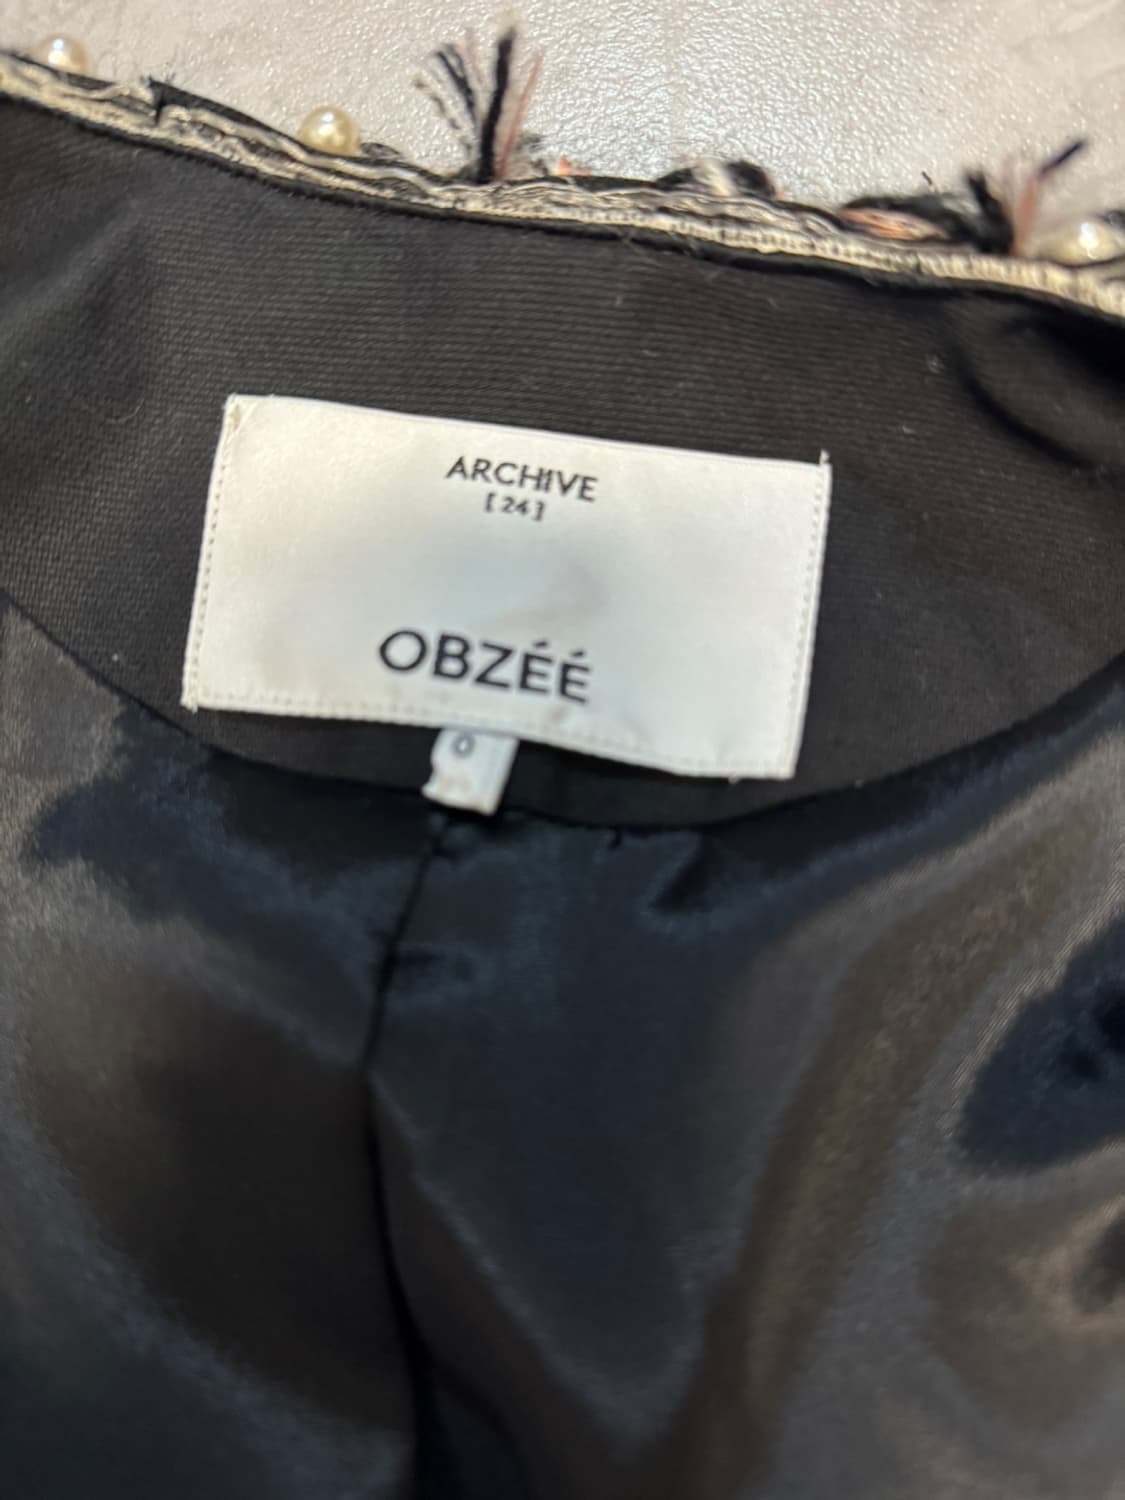 ARCHIVE
[ 24 ]
OBZÉÉ
0